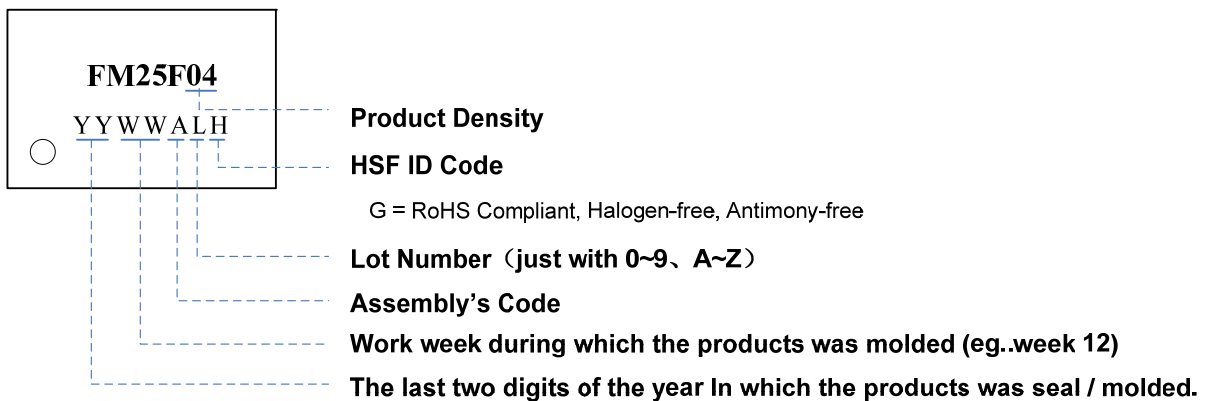 FM25F04
YYWWALH
Product Density
HSF ID Code
G = RoHS Compliant, Halogen-free, Antimony-free
Lot Number（just with 0~9、A~Z）
Assembly's Code
Work week during which the products was molded (eg..week 12)
The last two digits of the year In which the products was seal / molded.